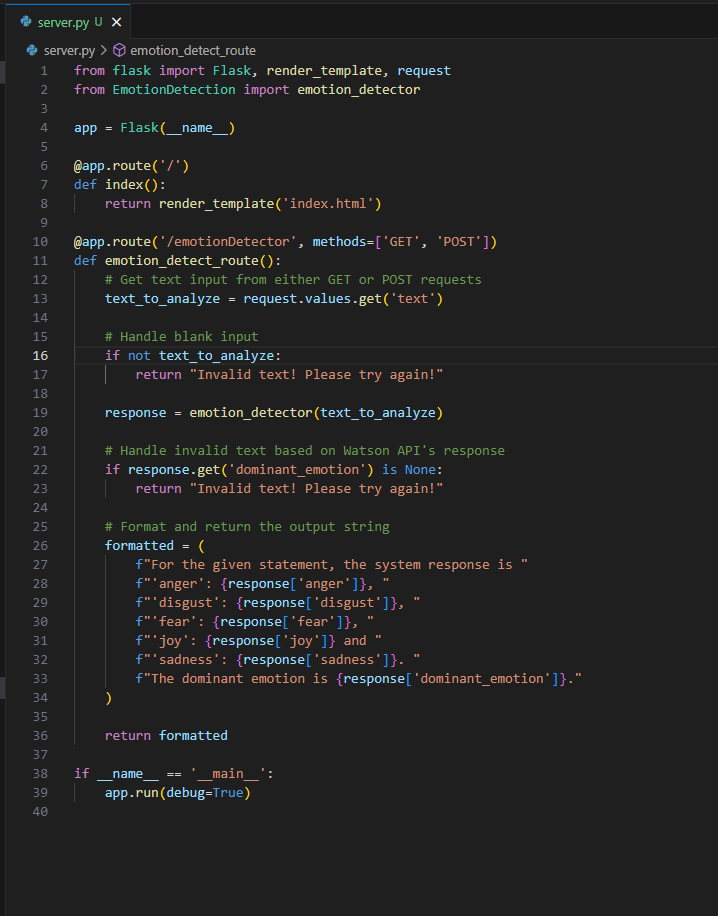 server.py U ×
server.py > emotion_detect_route
1 from flask import Flask, render_template, request
2 from EmotionDetection import emotion_detector
3
4 app = Flask(__name__)
5
6 @app.route('/')
7 def index():
8     return render_template('index.html')
9
10 @app.route('/emotionDetector', methods=['GET', 'POST'])
11 def emotion_detect_route():
12     # Get text input from either GET or POST requests
13     text_to_analyze = request.values.get('text')
14
15     # Handle blank input
16     if not text_to_analyze:
17         return "Invalid text! Please try again!"
18
19     response = emotion_detector(text_to_analyze)
20
21     # Handle invalid text based on Watson API's response
22     if response.get('dominant_emotion') is None:
23         return "Invalid text! Please try again!"
24
25     # Format and return the output string
26     formatted = (
27         f"For the given statement, the system response is "
28         f"'anger': {response['anger']}, "
29         f"'disgust': {response['disgust']}, "
30         f"'fear': {response['fear']}, "
31         f"'joy': {response['joy']} and "
32         f"'sadness': {response['sadness']}. "
33         f"The dominant emotion is {response['dominant_emotion']}."
34     )
35
36     return formatted
37
38 if __name__ == '__main__':
39     app.run(debug=True)
40